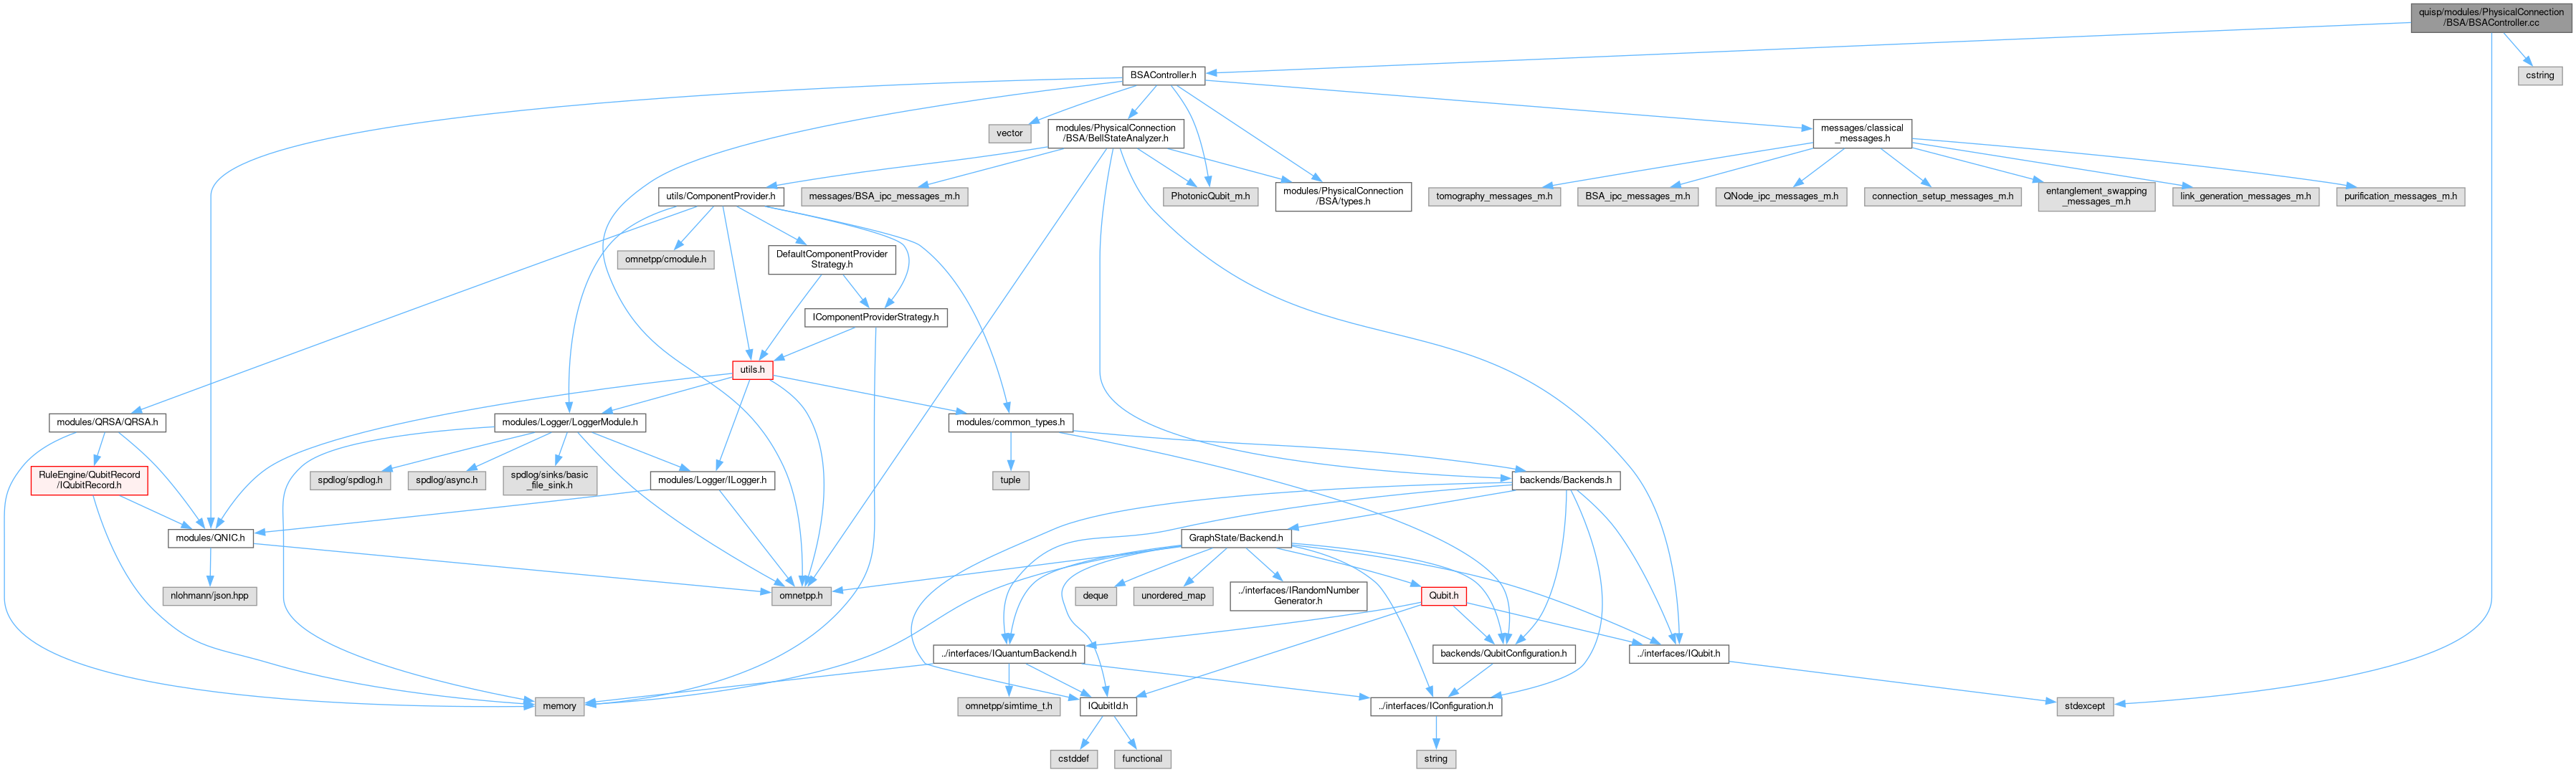 quisp/modules/PhysicalConnection
/BSA/BSAController.cc
BSAController.h
cstring
vector
modules/PhysicalConnection
/BSA/BellStateAnalyzer.h
messages/classical
_messages.h
utils/ComponentProvider.h
messages/BSA_ipc_messages_m.h
PhotonicQubit_m.h
modules/PhysicalConnection
/BSA/types.h
tomography_messages_m.h
BSA_ipc_messages_m.h
QNode_ipc_messages_m.h
connection_setup_messages_m.h
entanglement_swapping
_messages_m.h
link_generation_messages_m.h
purification_messages_m.h
omnetpp/cmodule.h
DefaultComponentProvider
Strategy.h
IComponentProviderStrategy.h
utils.h
modules/QRSA/QRSA.h
modules/Logger/LoggerModule.h
modules/common_types.h
RuleEngine/QubitRecord
/IQubitRecord.h
spdlog/spdlog.h
spdlog/async.h
spdlog/sinks/basic
_file_sink.h
modules/Logger/ILogger.h
tuple
backends/Backends.h
modules/QNIC.h
GraphState/Backend.h
nlohmann/json.hpp
omnetpp.h
deque
unordered_map
../interfaces/IRandomNumber
Generator.h
Qubit.h
../interfaces/IQuantumBackend.h
backends/QubitConfiguration.h
../interfaces/IQubit.h
memory
omnetpp/simtime_t.h
IQubitId.h
../interfaces/IConfiguration.h
stdexcept
cstddef
functional
string